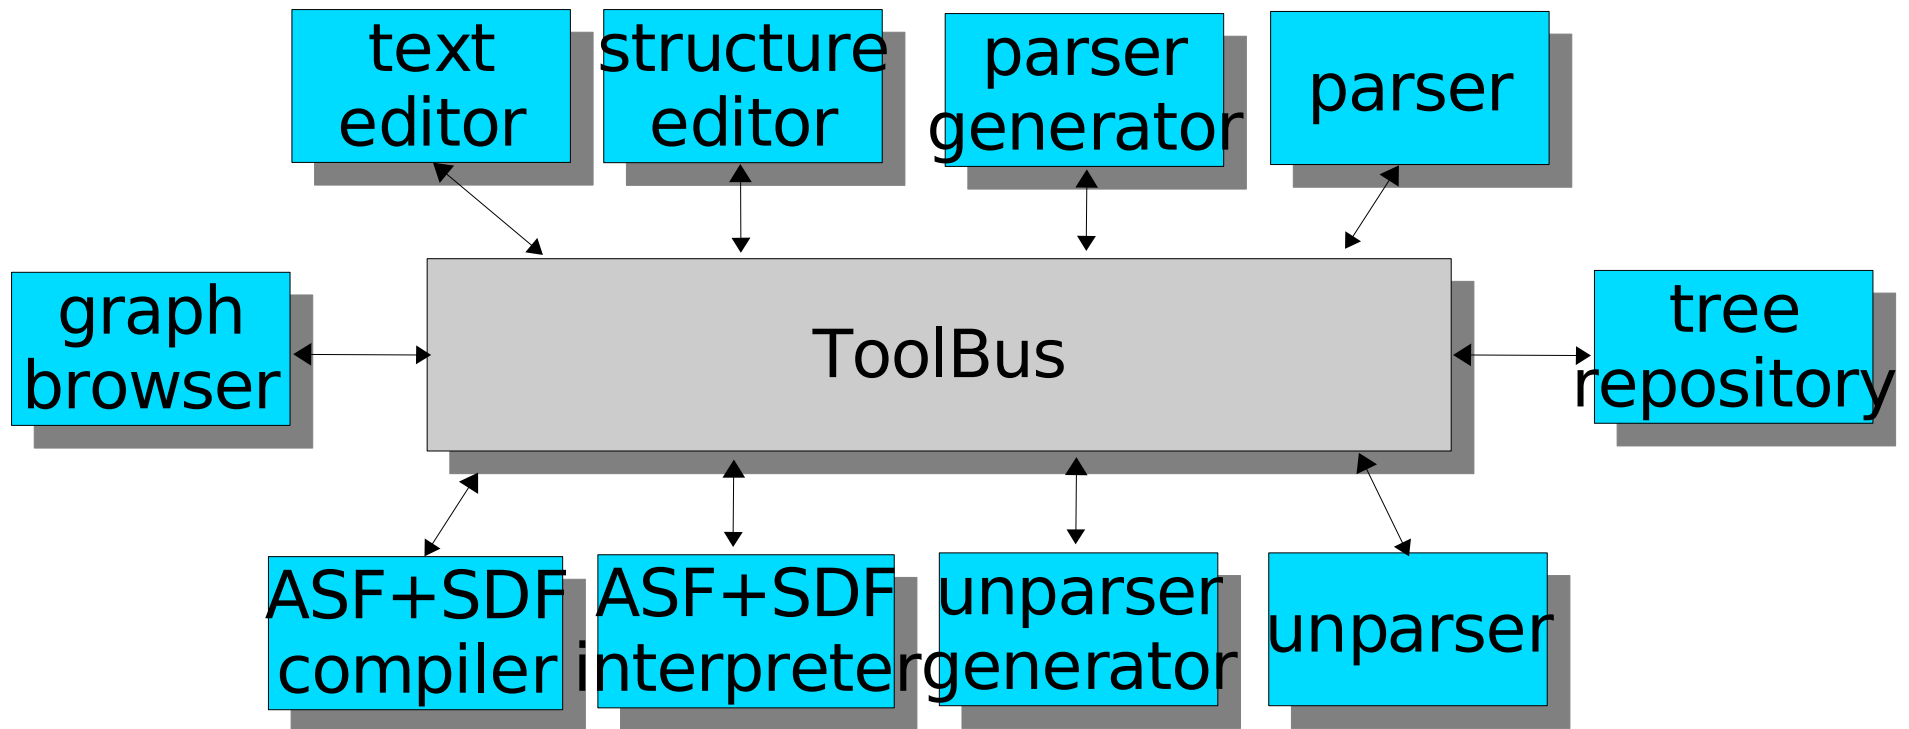 text
editor
structure
editor
parser
generator
parser
graph
browser
ToolBus
tree
repository
ASF+SDF
compiler
ASF+SDF
interpreter
unparser
generator
unparser